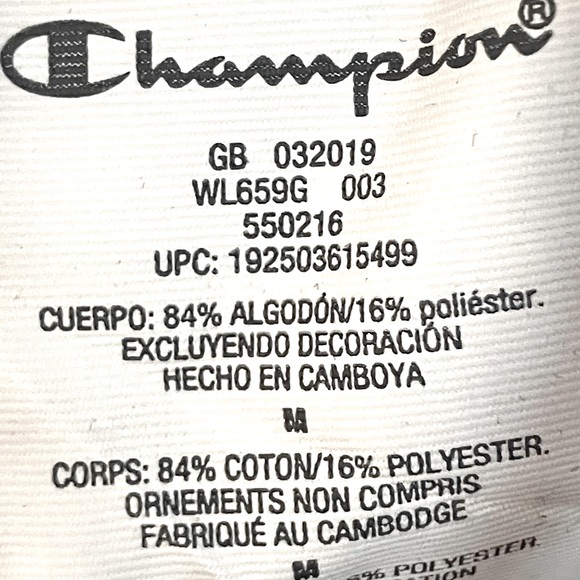 Champion®
GB 032019
WL659G 003
550216
UPC: 192503615499
CUERPO: 84% ALGODÓN/16% poliéster.
EXCLUYENDO DECORACIÓN
HECHO EN CAMBOYA
M
CORPS: 84% COTON/16% POLYESTER.
ORNEMENTS NON COMPRIS
FABRIQUÉ AU CAMBODGE
M
% POLYESTER.